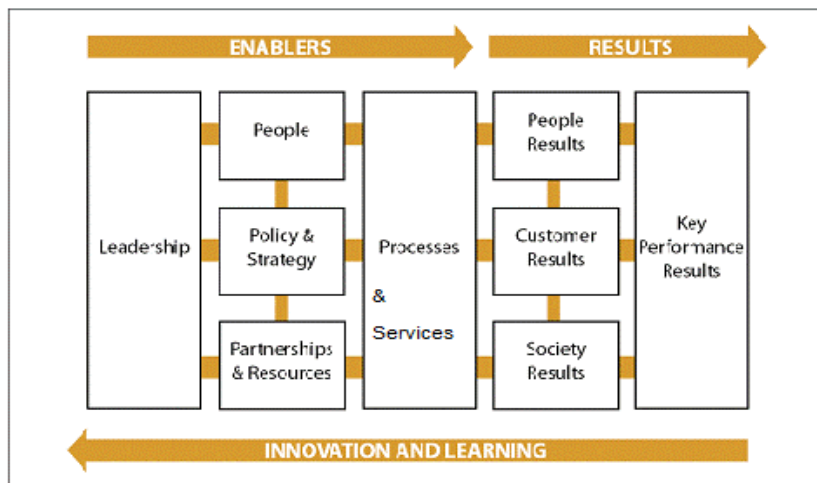 ENABLERS
RESULTS
Leadership
People
Policy &
Strategy
Partnerships
& Resources
Processes
&
Services
People
Results
Customer
Results
Society
Results
Key
Performance
Results
INNOVATION AND LEARNING